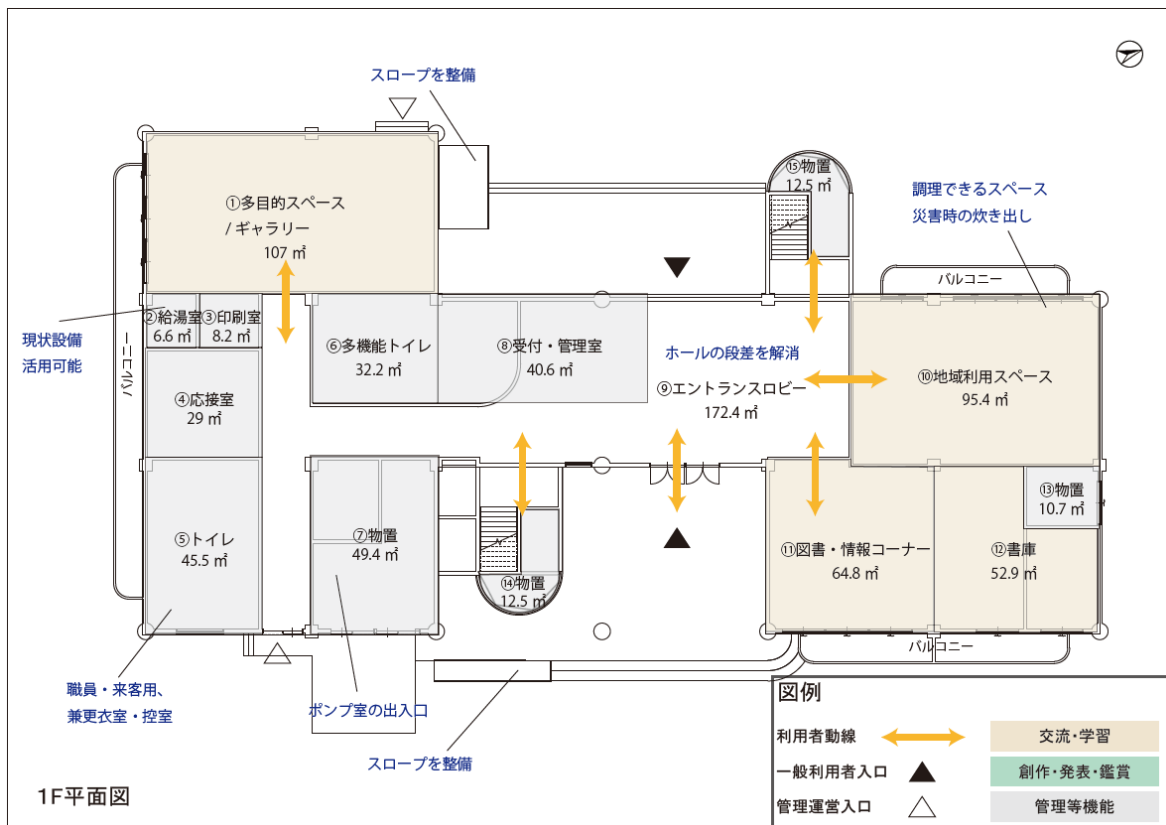 スロープを整備
①多目的スペース
/ ギャラリー
107 ㎡
⑮物置
12.5 ㎡
調理できるスペース
災害時の炊き出し
バルコニー
バルコニー
②給湯室
6.6 ㎡
③印刷室
8.2 ㎡
現状設備
活用可能
⑥多機能トイレ
32.2 ㎡
⑧受付・管理室
40.6 ㎡
ホールの段差を解消
⑨エントランスロビー
172.4 ㎡
⑩地域利用スペース
95.4 ㎡
④応接室
29 ㎡
⑤トイレ
45.5 ㎡
⑦物置
49.4 ㎡
⑭物置
12.5 ㎡
⑪図書・情報コーナー
64.8 ㎡
⑫書庫
52.9 ㎡
⑬物置
10.7 ㎡
バルコニー
職員・来客用、
兼更衣室・控室
ポンプ室の出入口
スロープを整備
1F平面図
図例
利用者動線
交流・学習
一般利用者入口
創作・発表・鑑賞
管理運営入口
管理等機能